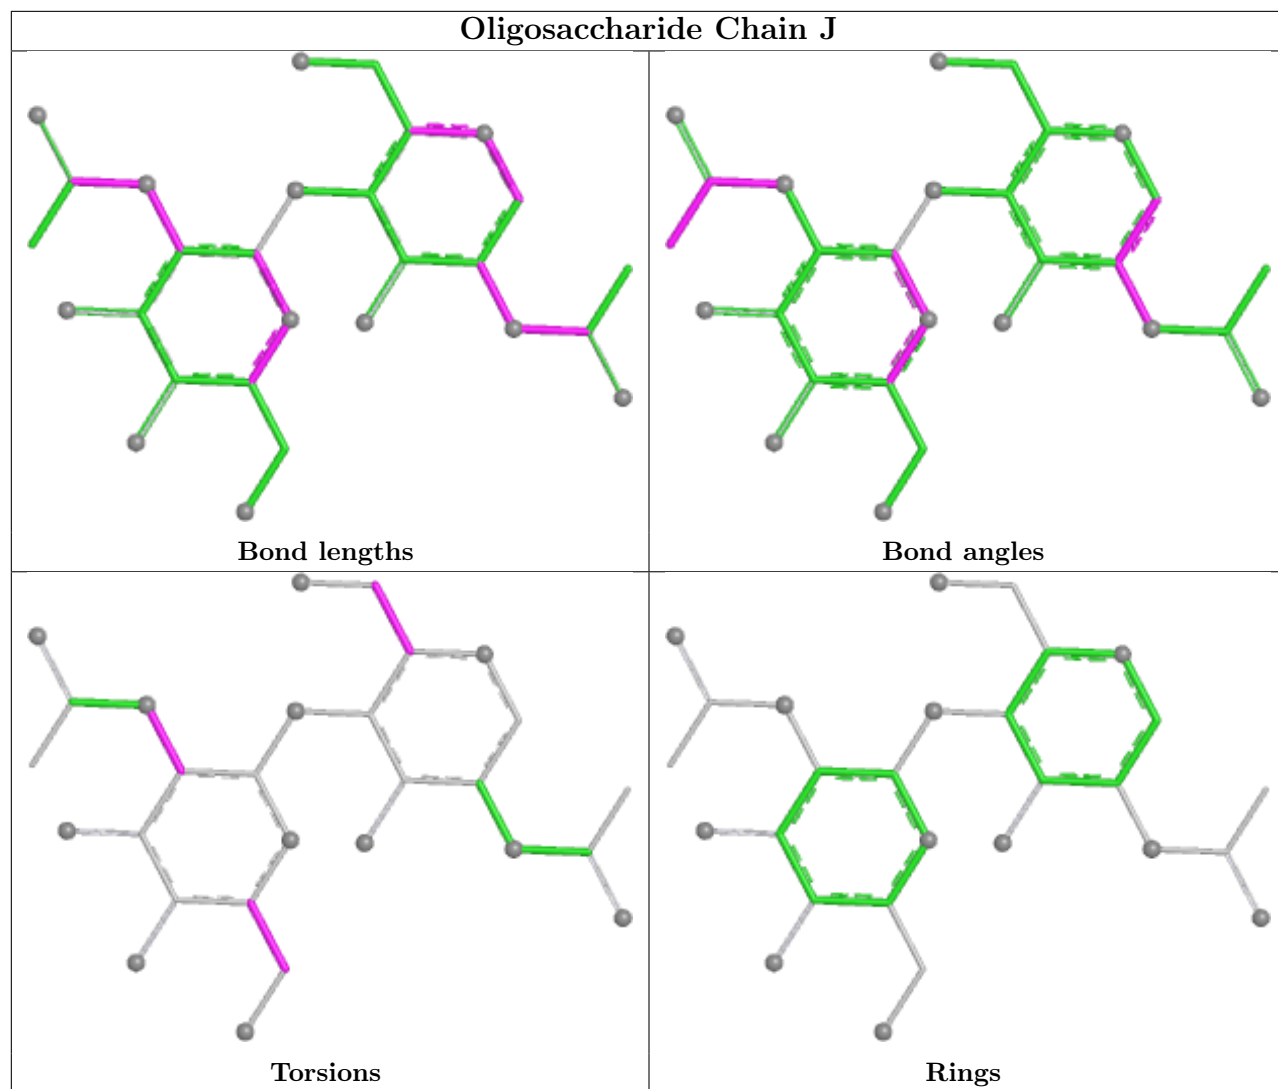 Oligosaccharide Chain J
Bond lengths
Bond angles
Torsions
Rings